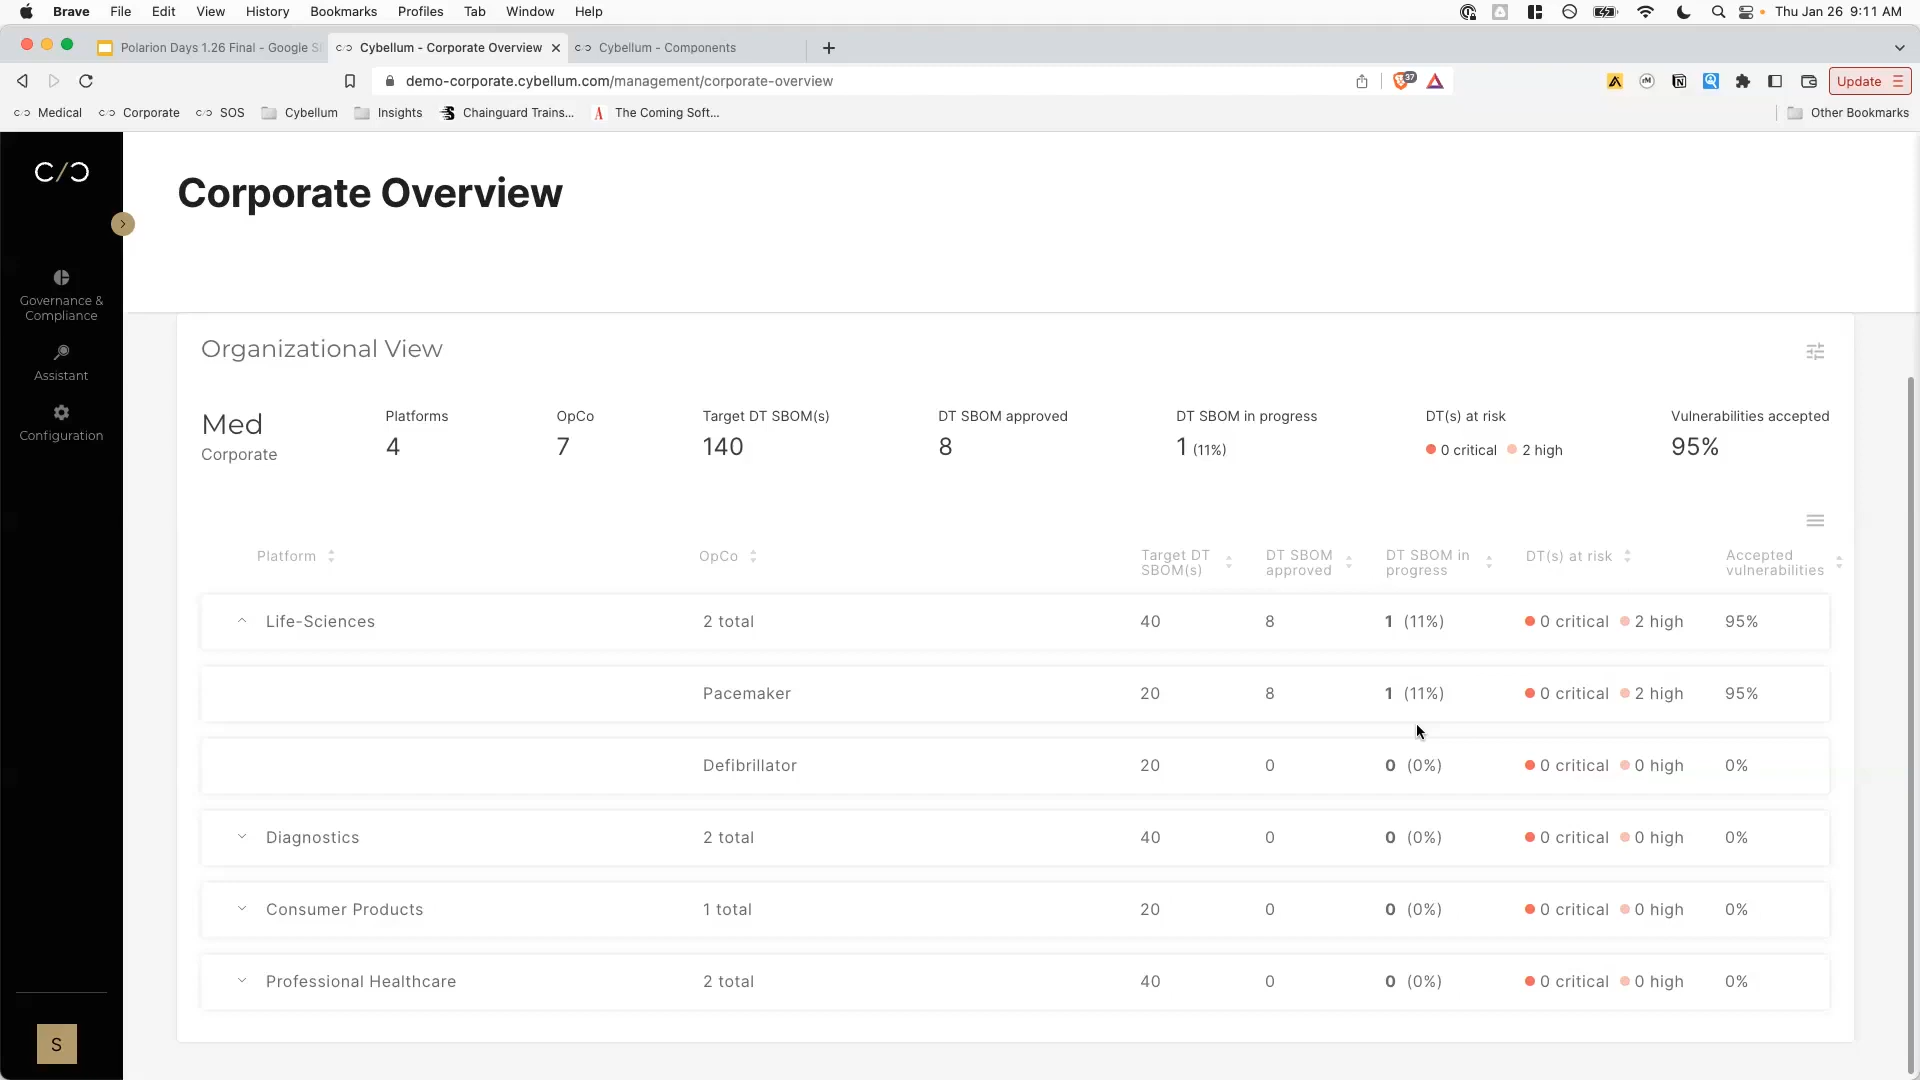 Brave File Edit View History Bookmarks Profiles Tab Window Help Thu Jan 26 9:11 AM
Polarion Days 1.26 Final - Google Sl Cybellum - Corporate Overview Cybellum - Components
demo-corporate.cybellum.com/management/corporate-overview 37 Update
Medical Corporate SOS Cybellum Insights Chainguard Trains... The Coming Soft... Other Bookmarks
Corporate Overview
Governance &
Compliance
Assistant
Configuration
S
Organizational View
Med
Corporate
Platforms
4
OpCo
7
Target DT SBOM(s)
140
DT SBOM approved
8
DT SBOM in progress
1 (11%)
DT(s) at risk
0 critical 2 high
Vulnerabilities accepted
95%
Platform OpCo Target DT SBOM(s) DT SBOM approved DT SBOM in progress DT(s) at risk Accepted vulnerabilities
Life-Sciences 2 total 40 8 1 (11%) 0 critical 2 high 95%
Pacemaker 20 8 1 (11%) 0 critical 2 high 95%
Defibrillator 20 0 0 (0%) 0 critical 0 high 0%
Diagnostics 2 total 40 0 0 (0%) 0 critical 0 high 0%
Consumer Products 1 total 20 0 0 (0%) 0 critical 0 high 0%
Professional Healthcare 2 total 40 0 0 (0%) 0 critical 0 high 0%